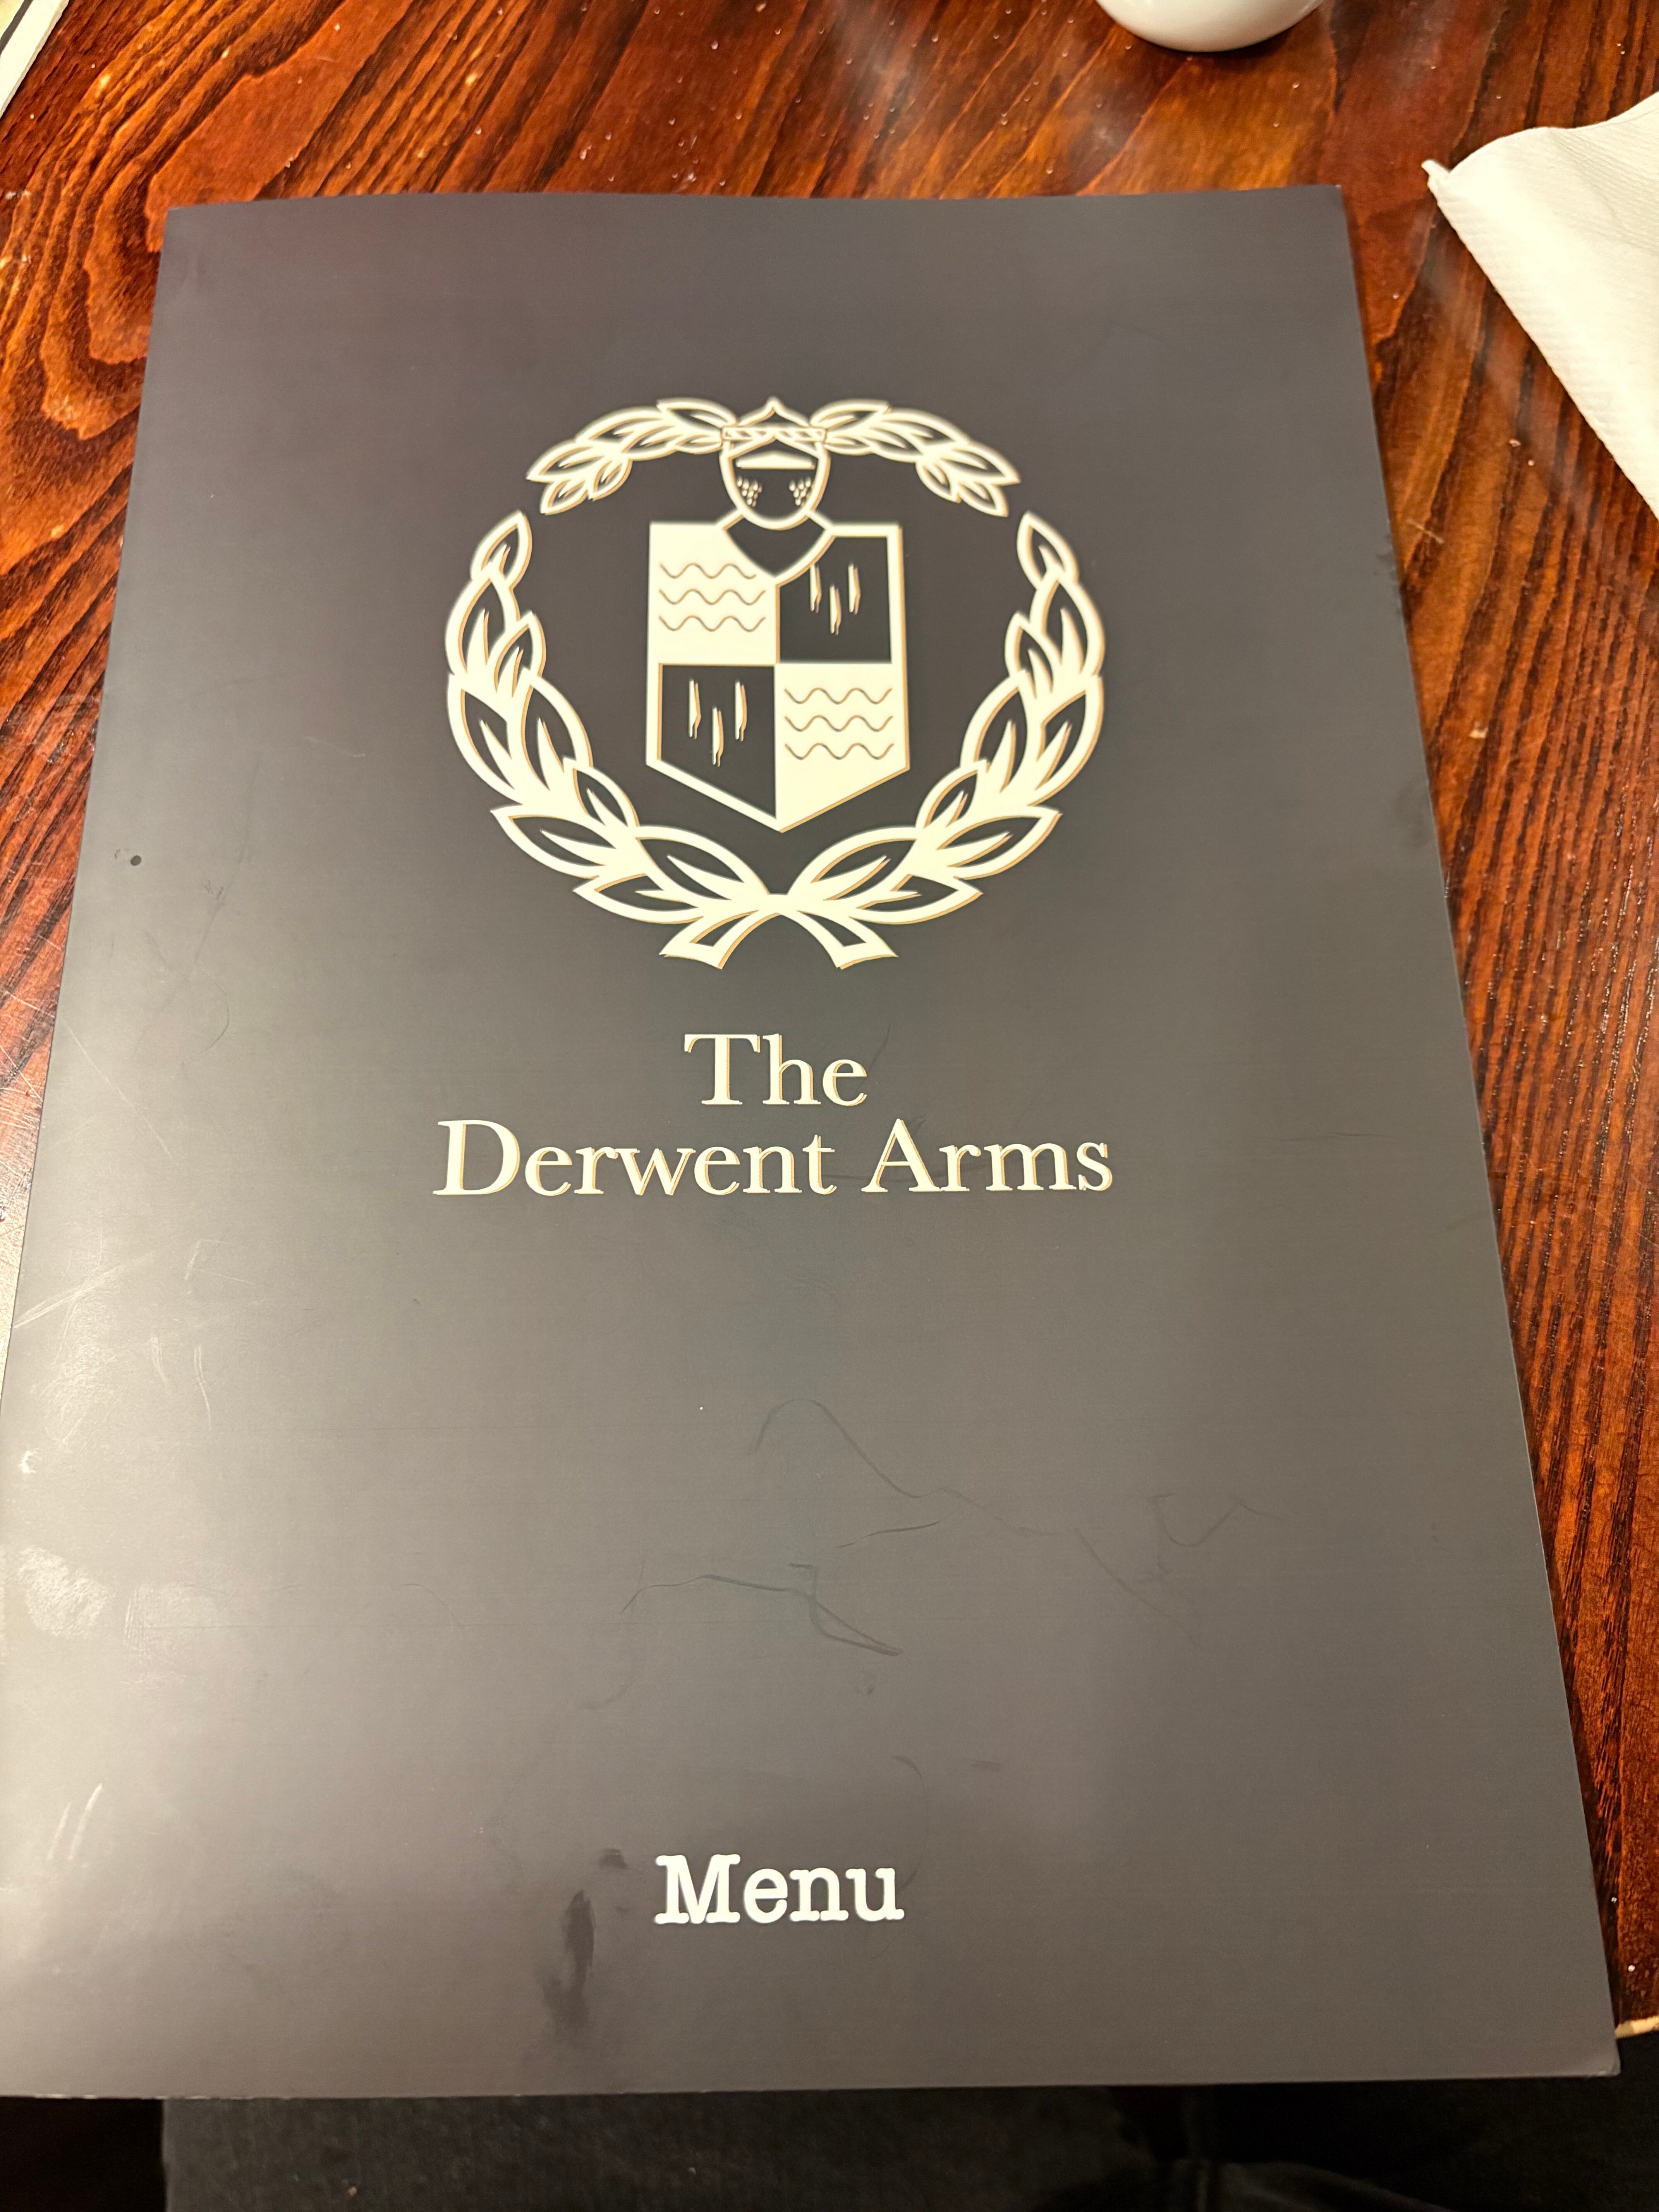 The
Derwent Arms
Menu